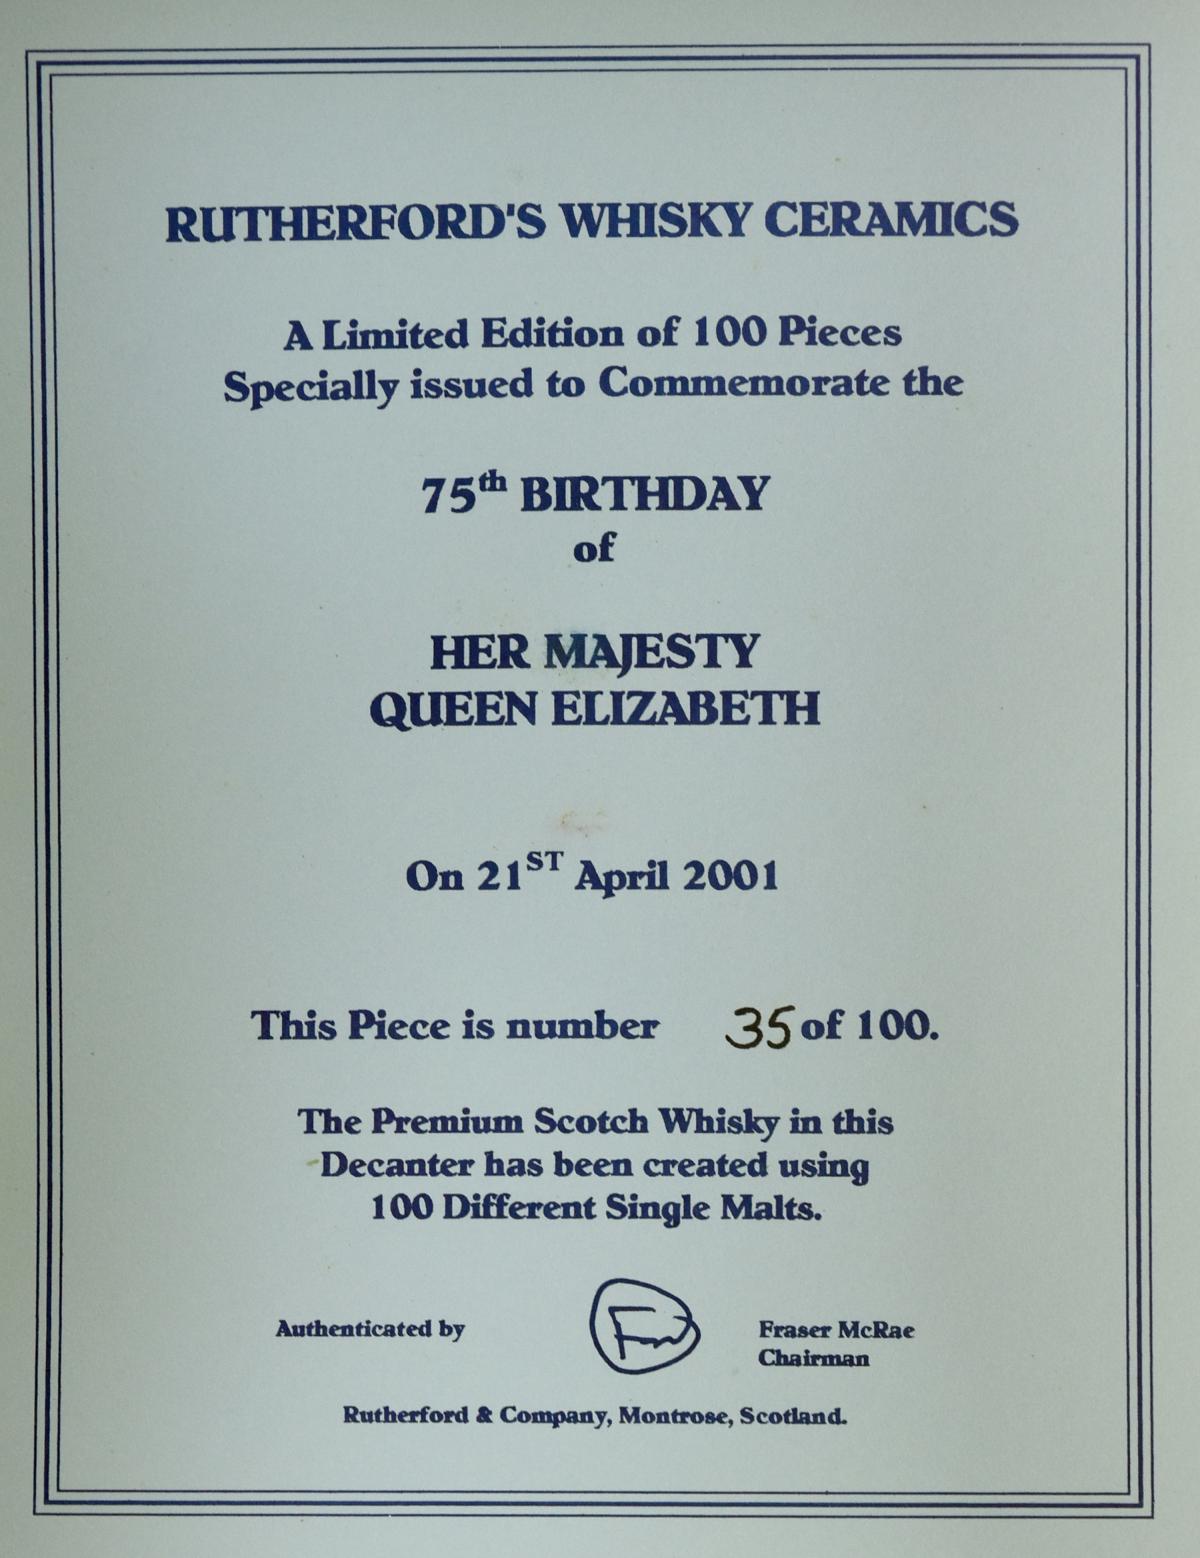 RUTHERFORD'S WHISKY CERAMICS
A Limited Edition of 100 Pieces
Specially issued to Commemorate the
75th BIRTHDAY
of
HER MAJESTY
QUEEN ELIZABETH
On 21ST April 2001
This Piece is number 35 of 100.
The Premium Scotch Whisky in this
Decanter has been created using
100 Different Single Malts.
Authenticated by
Fraser McRae
Chairman
Rutherford & Company, Montrose, Scotland.